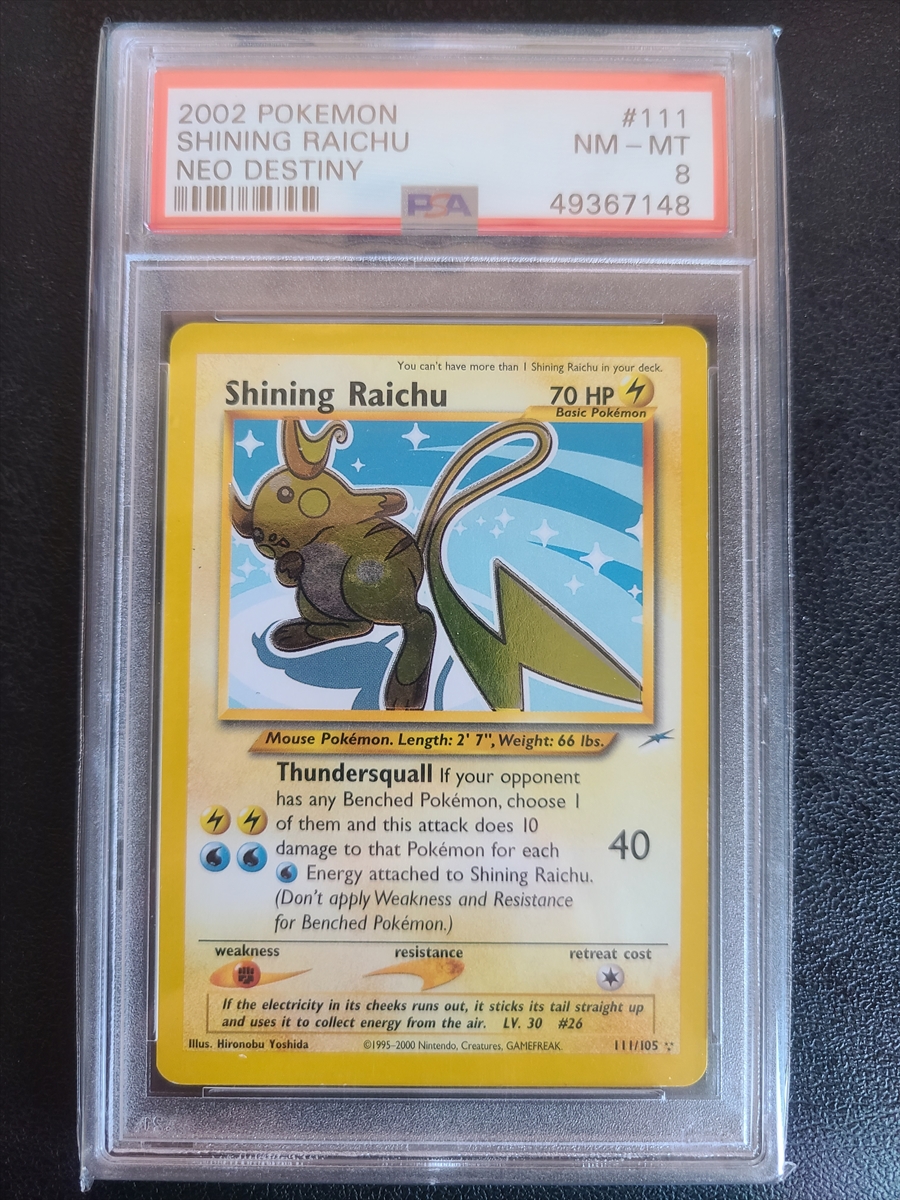 2002 POKEMON #111
SHINING RAICHU NM - MT
NEO DESTINY 8
PSA 49367148
You can't have more than 1 Shining Raichu in your deck.
Shining Raichu 70 HP
Basic Pokémon
Mouse Pokémon. Length: 2' 7", Weight: 66 lbs.
Thundersquall If your opponent
has any Benched Pokémon, choose 1
of them and this attack does 10
damage to that Pokémon for each 40
Energy attached to Shining Raichu.
(Don't apply Weakness and Resistance
for Benched Pokémon.)
weakness resistance retreat cost
If the electricity in its cheeks runs out, it sticks its tail straight up
and uses it to collect energy from the air. LV. 30 #26
Illus. Hironobu Yoshida ©1995-2000 Nintendo, Creatures, GAMEFREAK. 111/105